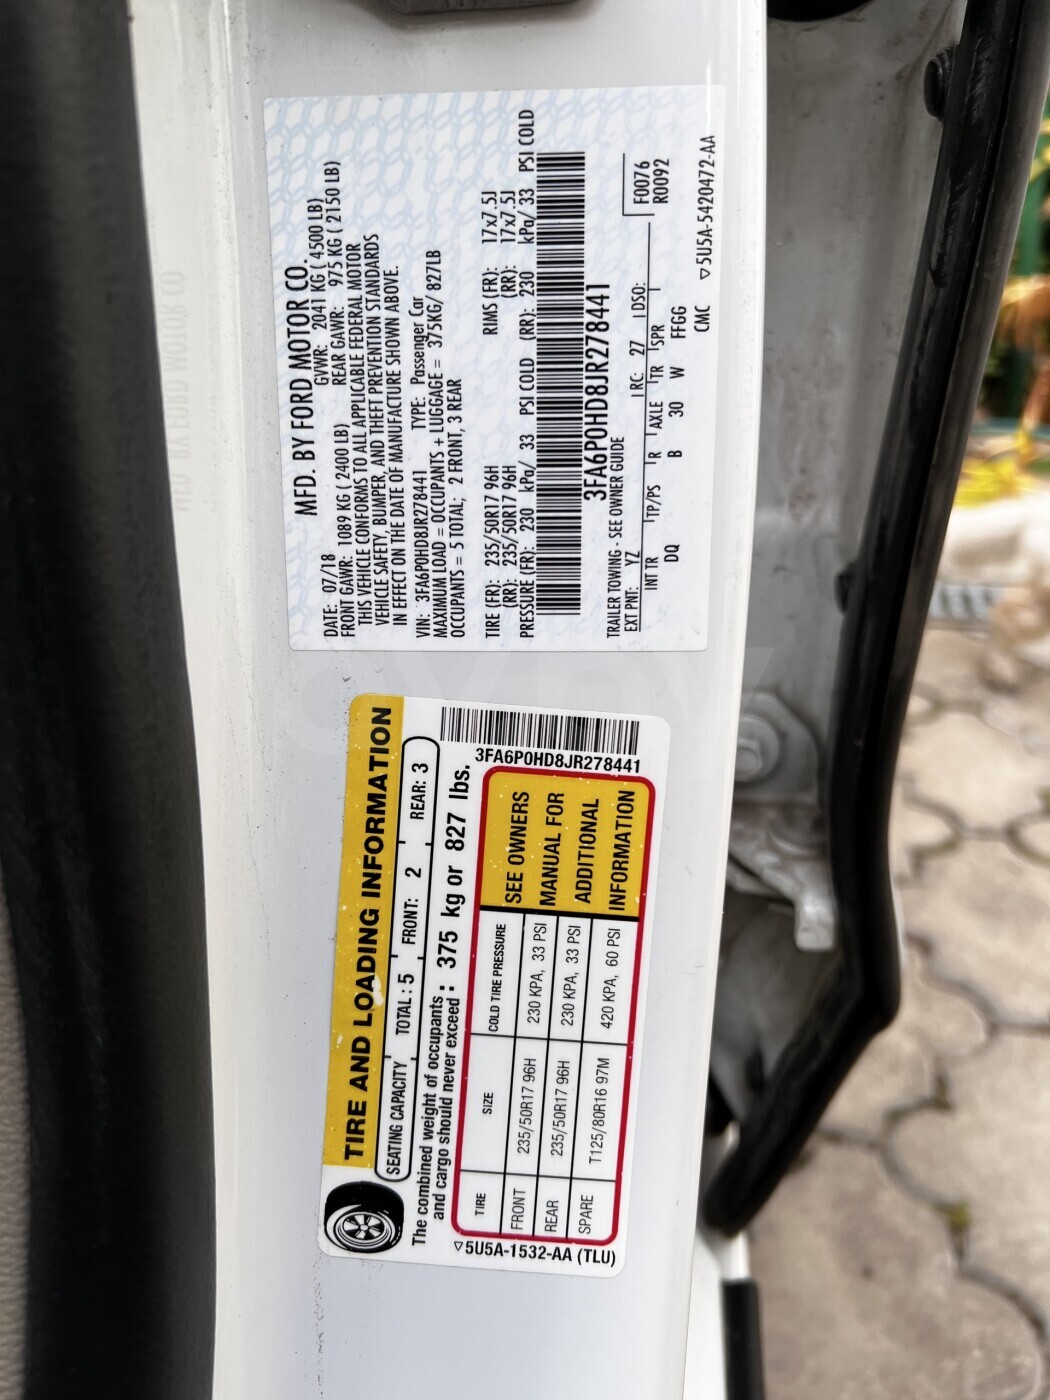 MFD. BY FORD MOTOR CO.
DATE: 07/18 GVWR: 2041 KG ( 4500 LB)
FRONT GAWR: 1089 KG ( 2400 LB) REAR GAWR: 975 KG ( 2150 LB)
THIS VEHICLE CONFORMS TO ALL APPLICABLE FEDERAL MOTOR
VEHICLE SAFETY, BUMPER, AND THEFT PREVENTION STANDARDS
IN EFFECT ON THE DATE OF MANUFACTURE SHOWN ABOVE.
VIN: 3FA6P0HD8JR278441 TYPE: Passenger Car
MAXIMUM LOAD = OCCUPANTS + LUGGAGE = 375KG/ 827LB
OCCUPANTS = 5 TOTAL; 2 FRONT, 3 REAR
TIRE (FR): 235/50R17 96H RIMS (FR): 17x7.5J
(RR): 235/50R17 96H (RR): 17x7.5J
PRESSURE (FR): 230 kPa/ 33 PSI COLD (RR): 230 kPa/ 33 PSI COLD
3FA6P0HD8JR278441
TRAILER TOWING - SEE OWNER GUIDE
EXT PNT: YZ RC: 27 DSO: F0076
R0092
INT TR TP/PS R AXLE TR SPR
DQ B 30 W FFGG
CMC ▽5U5A-5420472-AA
TIRE AND LOADING INFORMATION
SEATING CAPACITY TOTAL : 5 FRONT: 2 REAR: 3
The combined weight of occupants
and cargo should never exceed : 375 kg or 827 lbs.
3FA6P0HD8JR278441
TIRE SIZE COLD TIRE PRESSURE
FRONT 235/50R17 96H 230 KPA, 33 PSI
REAR 235/50R17 96H 230 KPA, 33 PSI
SPARE T125/80R16 97M 420 KPA, 60 PSI
SEE OWNERS
MANUAL FOR
ADDITIONAL
INFORMATION
▽5U5A-1532-AA (TLU)